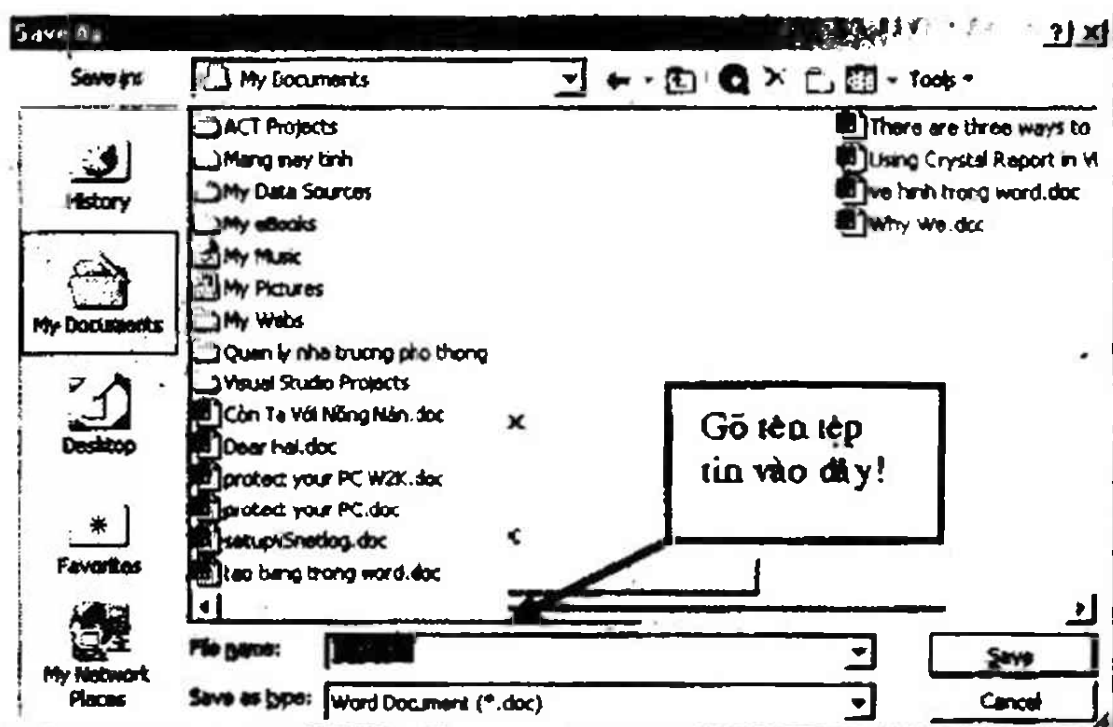 Save As
Save in:
My Documents
Tools
History
My Documents
Desktop
Favorites
My Network
Places
ACT Projects
Mang may tinh
My Data Sources
My eBooks
My Music
My Pictures
My Webs
Quan ly nha truong pho thong
Visual Studio Projects
Còn Ta Với Nồng Nàn.doc
Dear hai.doc
protect your PC W2K.doc
protect your PC.doc
tao bang trong word.doc
There are three ways to
Using Crystal Report in VI
ve hinh trong word.doc
Why We.doc
Gõ tên tệp
tin vào đây!
File name:
Save as type:
Word Document (*.doc)
Save
Cancel